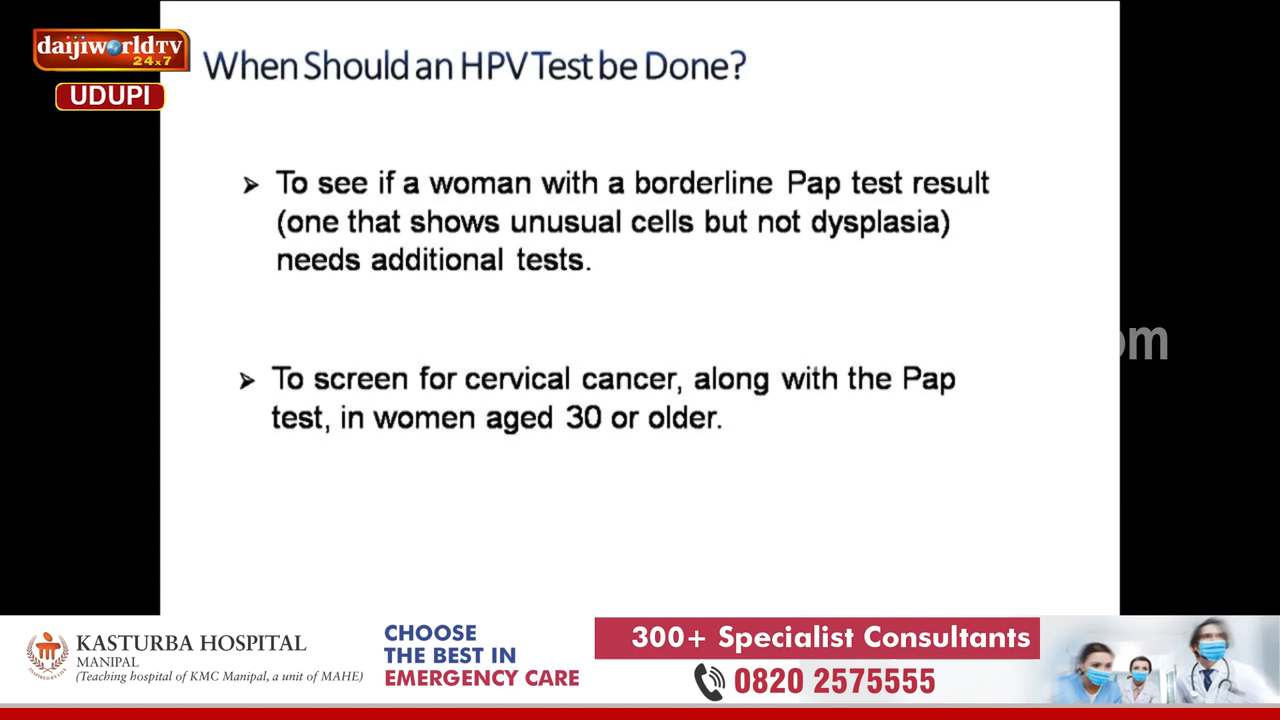 daijiworldTV
24x7
UDUPI
When Should an HPV Test be Done?
➢ To see if a woman with a borderline Pap test result
(one that shows unusual cells but not dysplasia)
needs additional tests.
➢ To screen for cervical cancer, along with the Pap
test, in women aged 30 or older.
KASTURBA HOSPITAL
MANIPAL
(Teaching hospital of KMC Manipal, a unit of MAHE)
CHOOSE
THE BEST IN
EMERGENCY CARE
300+ Specialist Consultants
0820 2575555